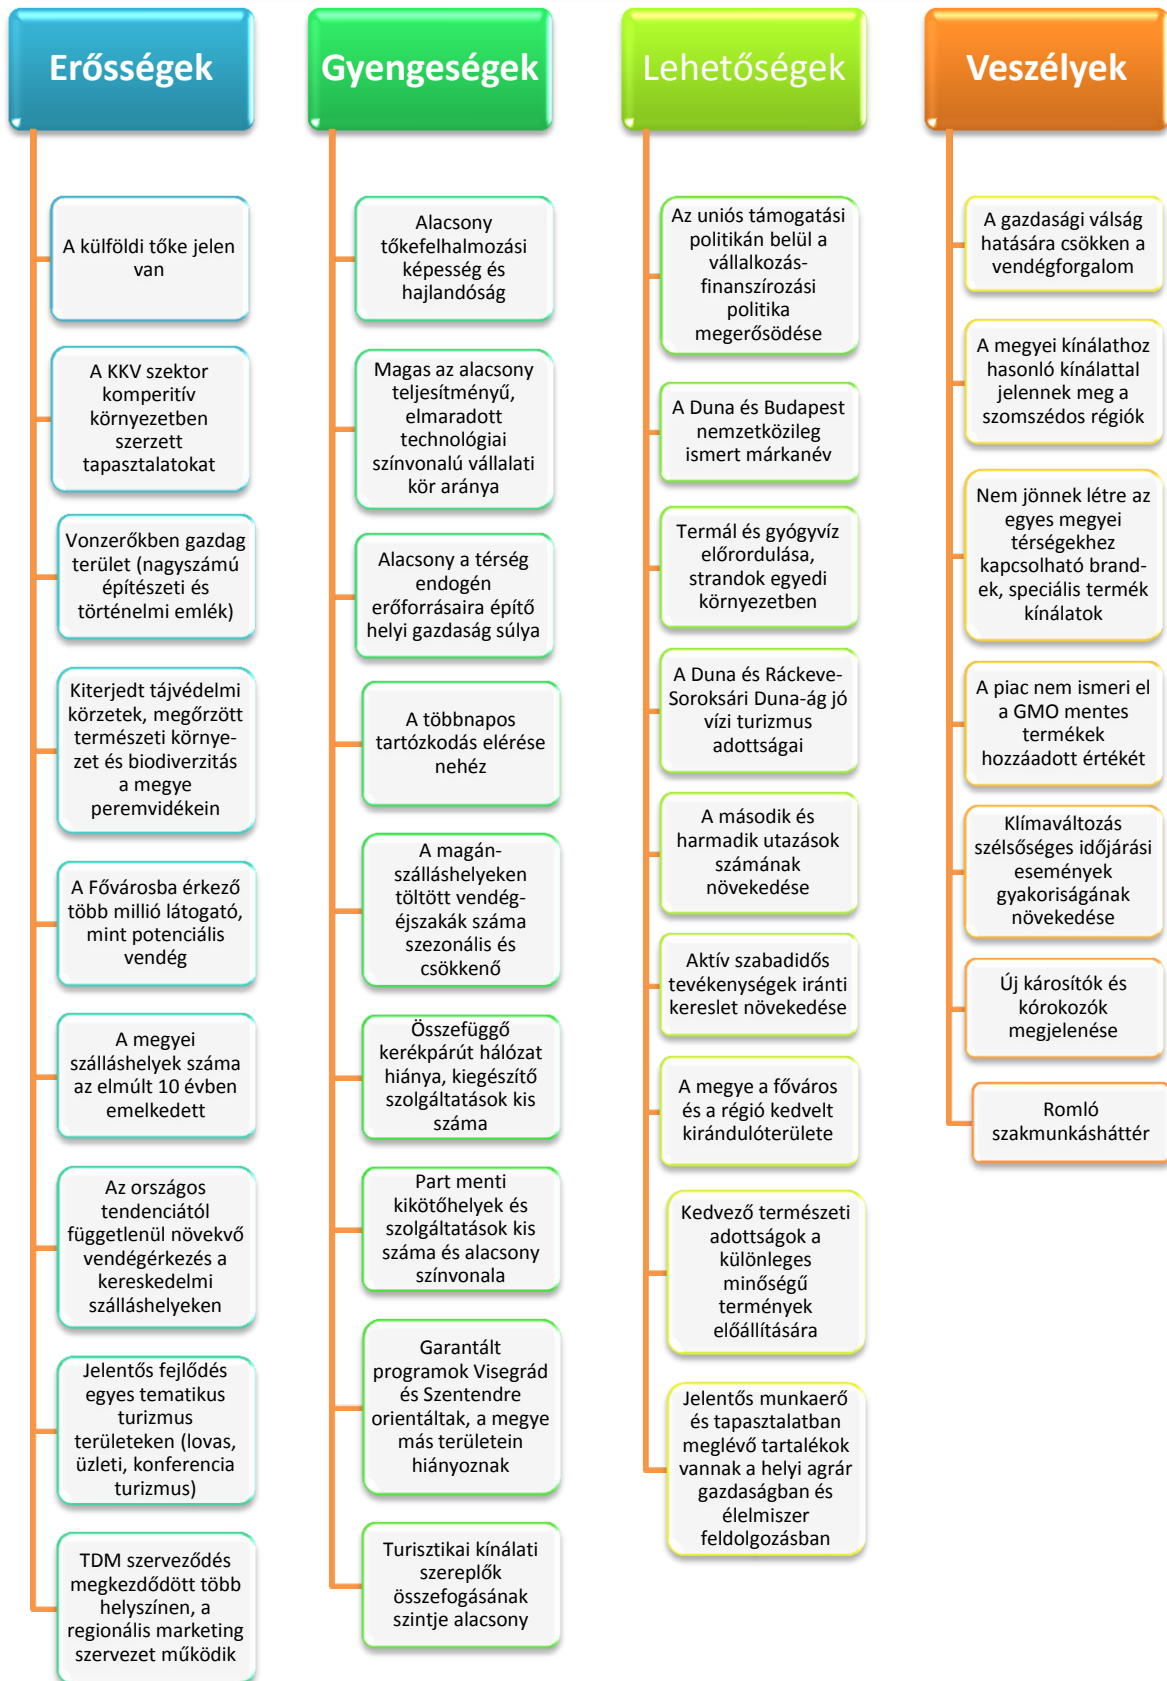 Erősségek
A külföldi tőke jelen
van
A KKV szektor
komperitív
környezetben
szerzett
tapasztalatokat
Vonzerőkben gazdag
terület (nagyszámú
építészeti és
történelmi emlék)
Kiterjedt tájvédelmi
körzetek, megőrzött
természeti környe-
zet és biodiverzitás
a megye
peremvidékein
A Fővárosba érkező
több millió látogató,
mint potenciális
vendég
A megyei
szálláshelyek száma
az elmúlt 10 évben
emelkedett
Az országos
tendenciától
függetlenül növekvő
vendégérkezés a
kereskedelmi
szálláshelyeken
Jelentős fejlődés
egyes tematikus
turizmus
területeken (lovas,
üzleti, konferencia
turizmus)
TDM szerveződés
megkezdődött több
helyszínen, a
regionális marketing
szervezet működik
Gyengeségek
Alacsony
tőkefelhalmozási
képesség és
hajlandóság
Magas az alacsony
teljesítményű,
elmaradott
technológiai
színvonalú vállalati
kör aránya
Alacsony a térség
endogén
erőforrásaira építő
helyi gazdaság súlya
A többnapos
tartózkodás elérése
nehéz
A magán-
szálláshelyeken
töltött vendég-
éjszakák száma
szezonális és
csökkenő
Összefüggő
kerékpárút hálózat
hiánya, kiegészítő
szolgáltatások kis
száma
Part menti
kikötőhelyek és
szolgáltatások kis
száma és alacsony
színvonala
Garantált
programok Visegrád
és Szentendre
orientáltak, a megye
más területein
hiányoznak
Turisztikai kínálati
szereplők
összefogásának
szintje alacsony
Lehetőségek
Az uniós támogatási
politikán belül a
vállalkozás-
finanszírozási
politika
megerősödése
A Duna és Budapest
nemzetközileg
ismert márkanév
Termál és gyógyvíz
előrordulása,
strandok egyedi
környezetben
A Duna és Ráckeve-
Soroksári Duna-ág jó
vízi turizmus
adottságai
A második és
harmadik utazások
számának
növekedése
Aktív szabadidős
tevékenységek iránti
kereslet növekedése
A megye a főváros
és a régió kedvelt
kirándulóterülete
Kedvező természeti
adottságok a
különleges
minőségű
termények
előállítására
Jelentős munkaerő
és tapasztalatban
meglévő tartalékok
vannak a helyi agrár
gazdaságban és
élelmiszer
feldolgozásban
Veszélyek
A gazdasági válság
hatására csökken a
vendégforgalom
A megyei kínálathoz
hasonló kínálattal
jelennek meg a
szomszédos régiók
Nem jönnek létre az
egyes megyei
térségekhez
kapcsolható brand-
ek, speciális termék
kínálatok
A piac nem ismeri el
a GMO mentes
termékek
hozzáadott értékét
Klímaváltozás
szélsőséges időjárási
események
gyakoriságának
növekedése
Új károsítók és
kórokozók
megjelenése
Romló
szakmunkásháttér